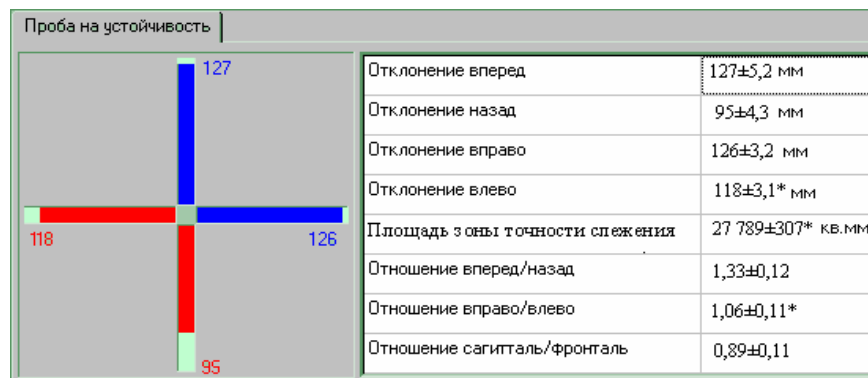 Проба на устойчивость
127
118
126
95
Отклонение вперед 127±5,2 мм
Отклонение назад 95±4,3 мм
Отклонение вправо 126±3,2 мм
Отклонение влево 118±3,1* мм
Площадь зоны точности слежения 27 789±307* кв.мм
Отношение вперед/назад 1,33±0,12
Отношение вправо/влево 1,06±0,11*
Отношение сагитталь/фронталь 0,89±0,11